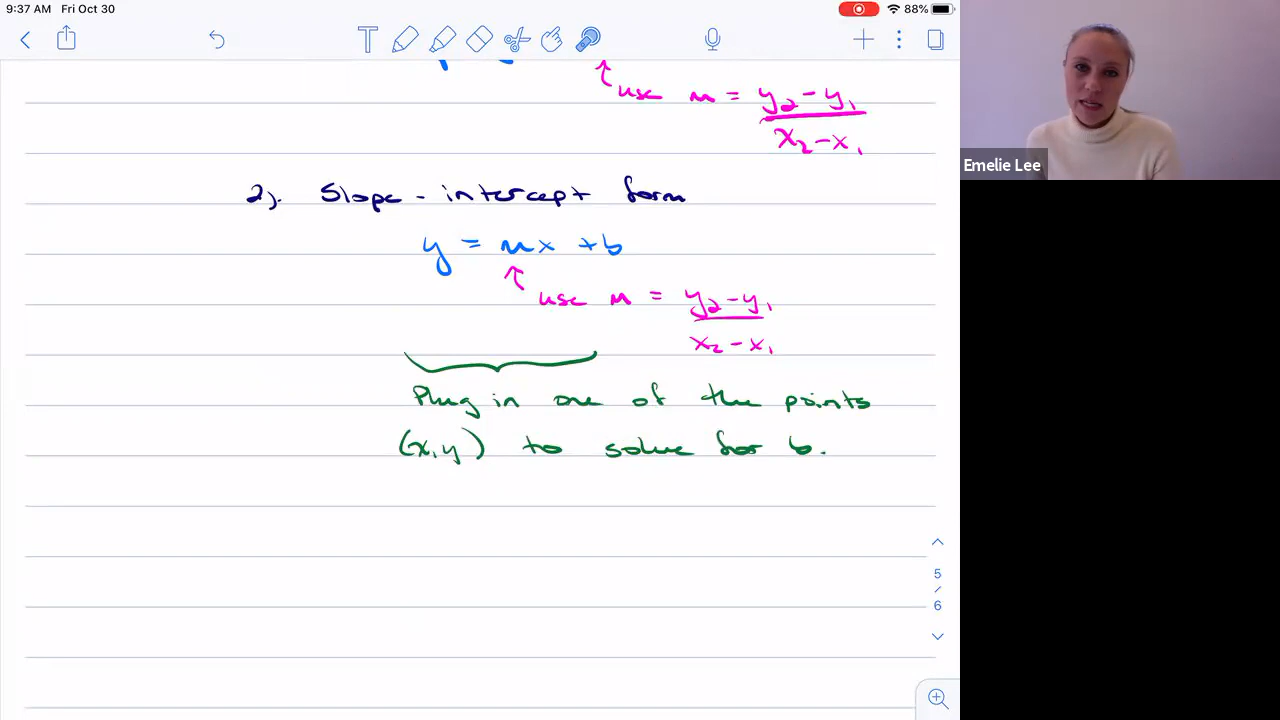 9:37 AM Fri Oct 30
88%
T
use m = y₂ - y₁
x₂ - x₁
Emelie Lee
2). Slope - intercept form
y = mx + b
use m = y₂ - y₁
x₂ - x₁
Plug in one of the points
(x,y) to solve for b.
5
/
6